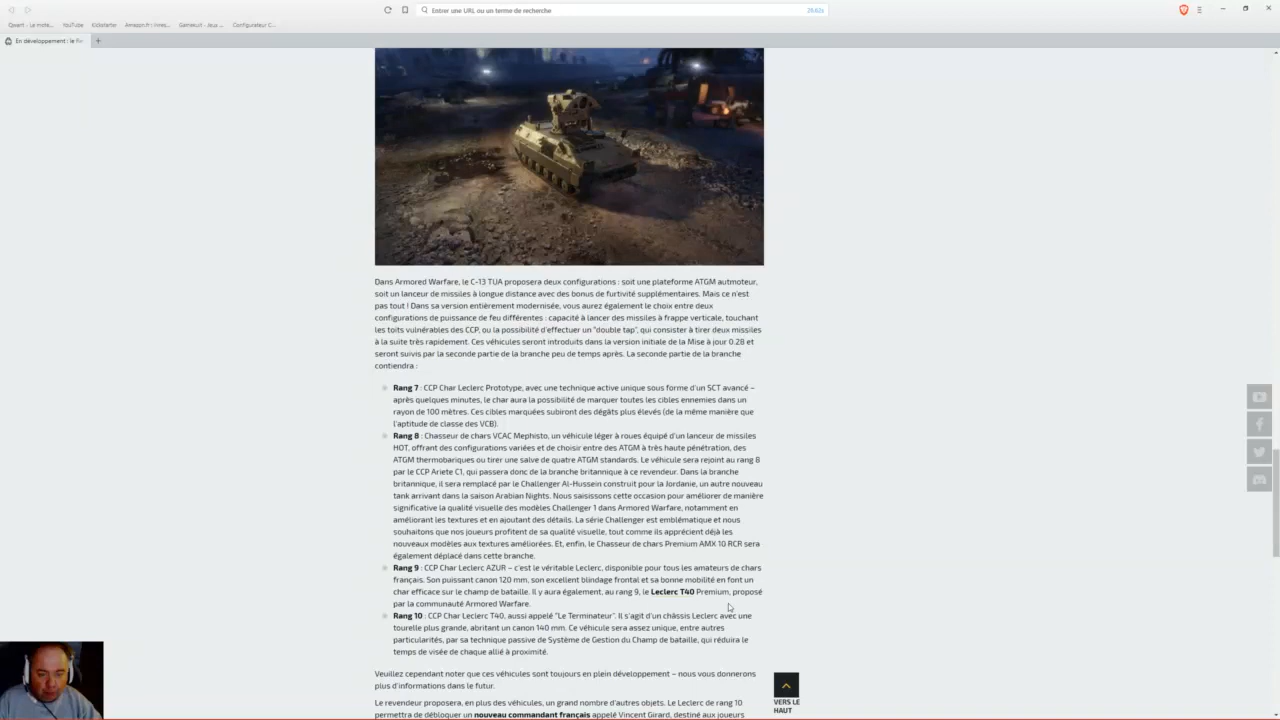 Entrer une URL ou un terme de recherche
20,62s
Qwant : Le mote...
YouTube
Kickstarter
Amazon.fr : livres...
Gamekult - Jeux ...
Configurateur C...
En développement : le fr
Dans Armored Warfare, le C-13 TUA proposera deux configurations : soit une plateforme ATGM autmoteur,
soit un lanceur de missiles à longue distance avec des bonus de furtivité supplémentaires. Mais ce n'est
pas tout ! Dans sa version entièrement modernisée, vous aurez également le choix entre deux
configurations de puissance de feu différentes : capacité à lancer des missiles à frappe verticale, touchant
les toits vulnérables des CCP, ou la possibilité d'effectuer un "double tap", qui consister à tirer deux missiles
à la suite très rapidement. Ces véhicules seront introduits dans la version initiale de la Mise à jour 0.28 et
seront suivis par la seconde partie de la branche peu de temps après. La seconde partie de la branche
contiendra :
Rang 7 : CCP Char Leclerc Prototype, avec une technique active unique sous forme d'un SCT avancé –
après quelques minutes, le char aura la possibilité de marquer toutes les cibles ennemies dans un
rayon de 100 mètres. Ces cibles marquées subiront des dégâts plus élevés (de la même manière que
l'aptitude de classe des VCB).
Rang 8 : Chasseur de chars VCAC Mephisto, un véhicule léger à roues équipé d'un lanceur de missiles
HOT, offrant des configurations variées et de choisir entre des ATGM à très haute pénétration, des
ATGM thermobariques ou tirer une salve de quatre ATGM standards. Le véhicule sera rejoint au rang 8
par le CCP Ariete C1, qui passera donc de la branche britannique à ce revendeur. Dans la branche
britannique, il sera remplacé par le Challenger Al-Hussein construit pour la Jordanie, un autre nouveau
tank arrivant dans la saison Arabian Nights. Nous saisissons cette occasion pour améliorer de manière
significative la qualité visuelle des modèles Challenger 1 dans Armored Warfare, notamment en
améliorant les textures et en ajoutant des détails. La série Challenger est emblématique et nous
souhaitons que nos joueurs profitent de sa qualité visuelle, tout comme ils apprécient déjà les
nouveaux modèles aux textures améliorées. Et, enfin, le Chasseur de chars Premium AMX 10 RCR sera
également déplacé dans cette branche.
Rang 9 : CCP Char Leclerc AZUR – c'est le véritable Leclerc, disponible pour tous les amateurs de chars
français. Son puissant canon 120 mm, son excellent blindage frontal et sa bonne mobilité en font un
char efficace sur le champ de bataille. Il y aura également, au rang 9, le Leclerc T40 Premium, proposé
par la communauté Armored Warfare.
Rang 10 : CCP Char Leclerc T40, aussi appelé "Le Terminateur". Il s'agit d'un châssis Leclerc avec une
tourelle plus grande, abritant un canon 140 mm. Ce véhicule sera assez unique, entre autres
particularités, par sa technique passive de Système de Gestion du Champ de bataille, qui réduira le
temps de visée de chaque allié à proximité.
Veuillez cependant noter que ces véhicules sont toujours en plein développement – nous vous donnerons
plus d'informations dans le futur.
Le revendeur proposera, en plus des véhicules, un grand nombre d'autres objets. Le Leclerc de rang 10
permettra de débloquer un nouveau commandant français appelé Vincent Girard, destiné aux joueurs
VERS LE
HAUT